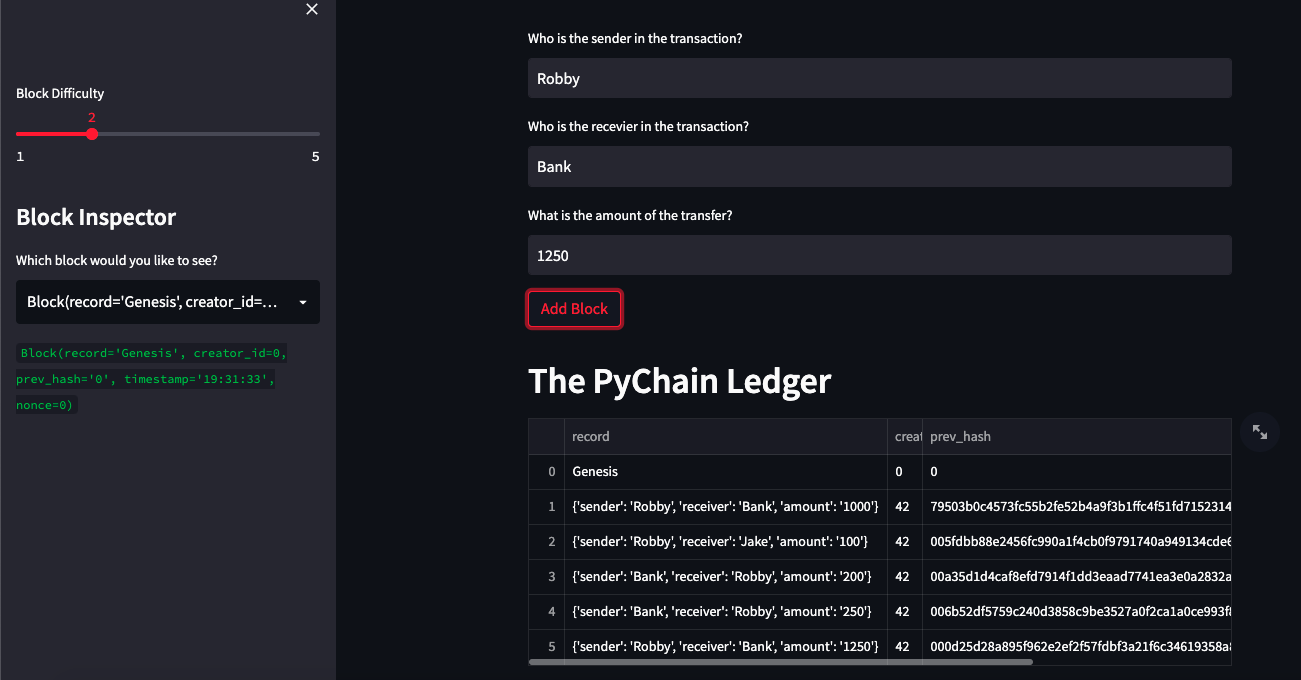 Block Difficulty
2
1 5
Block Inspector
Which block would you like to see?
Block(record='Genesis', creator_id=...
Block(record='Genesis', creator_id=0,
prev_hash='0', timestamp='19:31:33',
nonce=0)
Who is the sender in the transaction?
Robby
Who is the recevier in the transaction?
Bank
What is the amount of the transfer?
1250
Add Block
The PyChain Ledger
record creat prev_hash
0 Genesis 0 0
1 {'sender': 'Robby', 'receiver': 'Bank', 'amount': '1000'} 42 79503b0c4573fc55b2fe52b4a9f3b1ffc4f51fd7152314
2 {'sender': 'Robby', 'receiver': 'Jake', 'amount': '100'} 42 005fdbb88e2456fc990a1f4cb0f9791740a949134cde6
3 {'sender': 'Bank', 'receiver': 'Robby', 'amount': '200'} 42 00a35d1d4caf8efd7914f1dd3eaad7741ea3e0a2832a
4 {'sender': 'Bank', 'receiver': 'Robby', 'amount': '250'} 42 006b52df5759c240d3858c9be3527a0f2ca1a0ce993f8
5 {'sender': 'Robby', 'receiver': 'Bank', 'amount': '1250'} 42 000d25d28a895f962e2ef2f57fdbf3a21f6c34619358a8